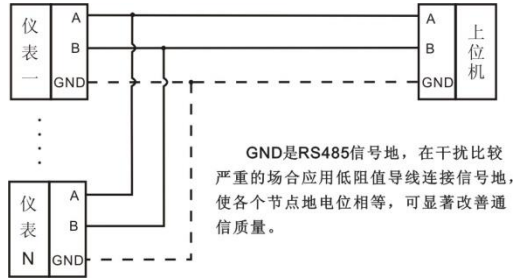 仪表一
A
B
GND
A
B
GND
上位机
仪表N
A
B
GND
GND是RS485信号地，在干扰比较
严重的场合应用低阻值导线连接信号地，
使各个节点地电位相等，可显著改善通
信质量。